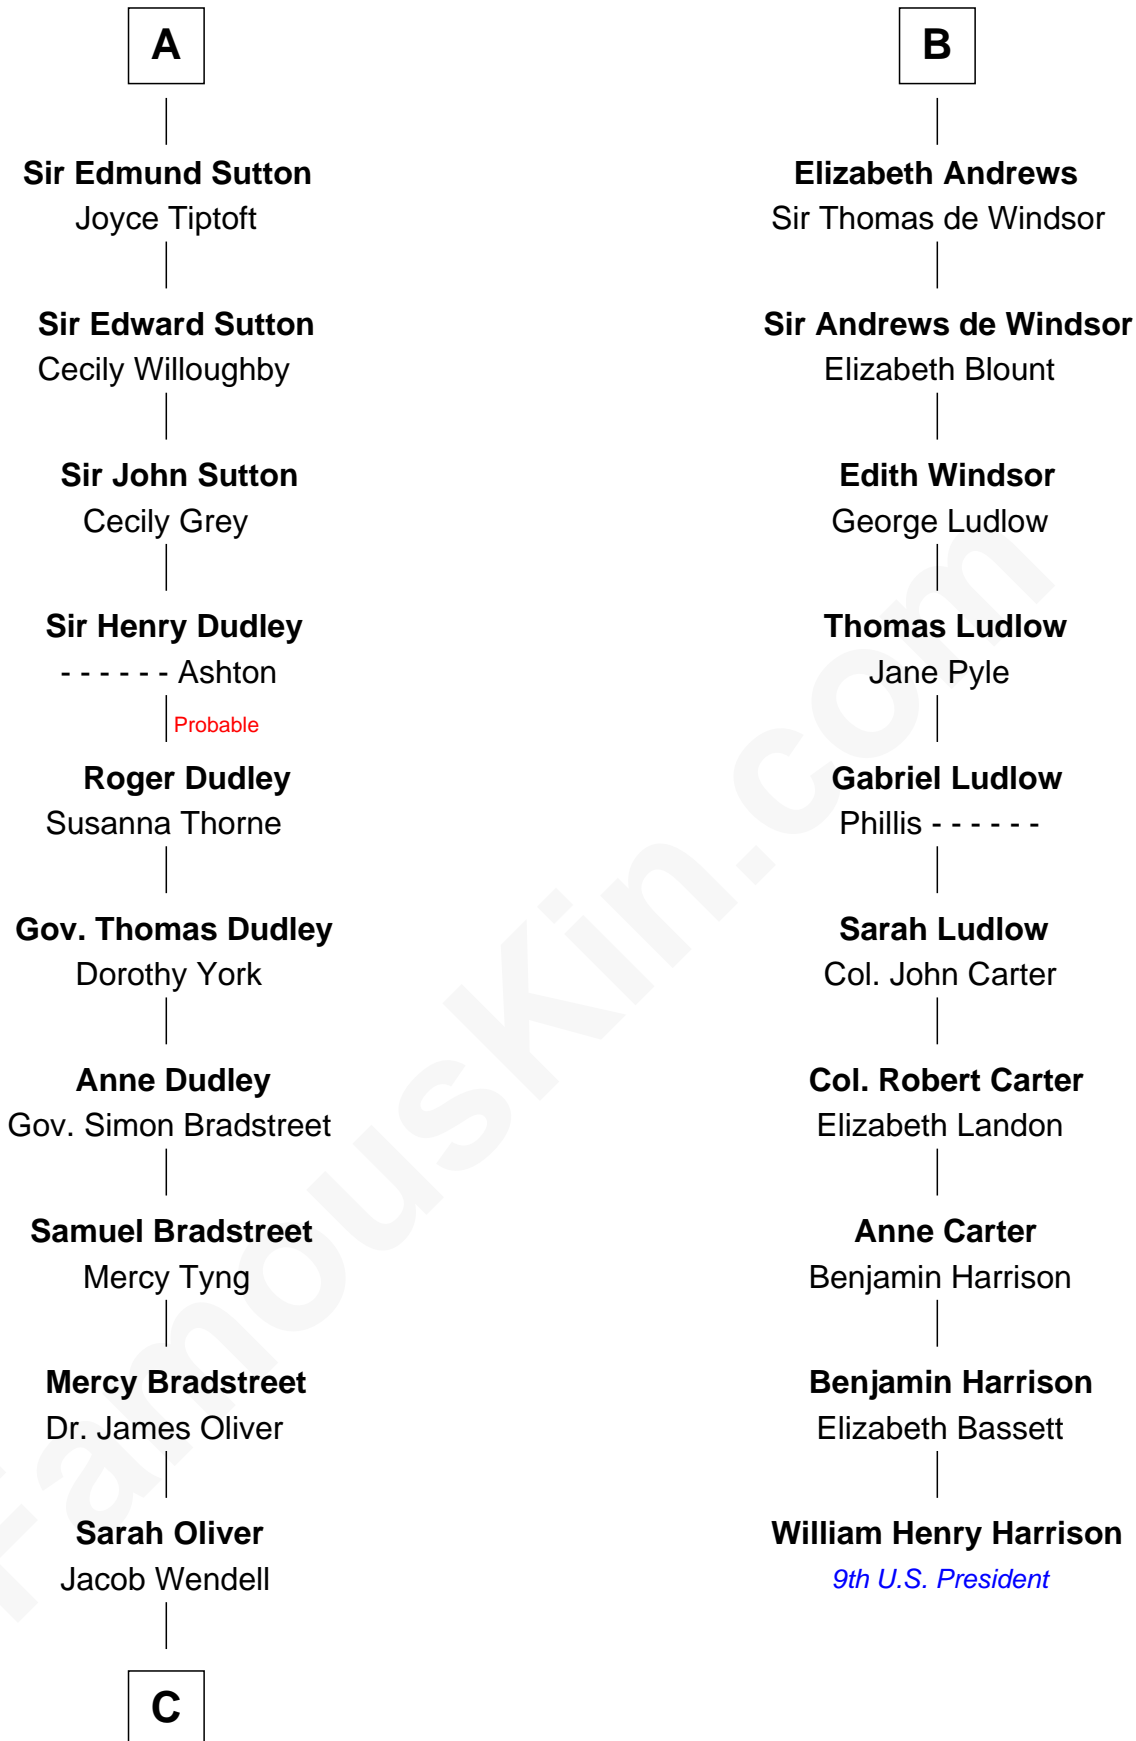 A
Sir Edmund Sutton
Joyce Tiptoft
Sir Edward Sutton
Cecily Willoughby
Sir John Sutton
Cecily Grey
Sir Henry Dudley
- - - - - - Ashton
Probable
Roger Dudley
Susanna Thorne
Gov. Thomas Dudley
Dorothy York
Anne Dudley
Gov. Simon Bradstreet
Samuel Bradstreet
Mercy Tyng
Mercy Bradstreet
Dr. James Oliver
Sarah Oliver
Jacob Wendell
C
B
Elizabeth Andrews
Sir Thomas de Windsor
Sir Andrews de Windsor
Elizabeth Blount
Edith Windsor
George Ludlow
Thomas Ludlow
Jane Pyle
Gabriel Ludlow
Phillis - - - - - -
Sarah Ludlow
Col. John Carter
Col. Robert Carter
Elizabeth Landon
Anne Carter
Benjamin Harrison
Benjamin Harrison
Elizabeth Bassett
William Henry Harrison
9th U.S. President
FamousKin.com